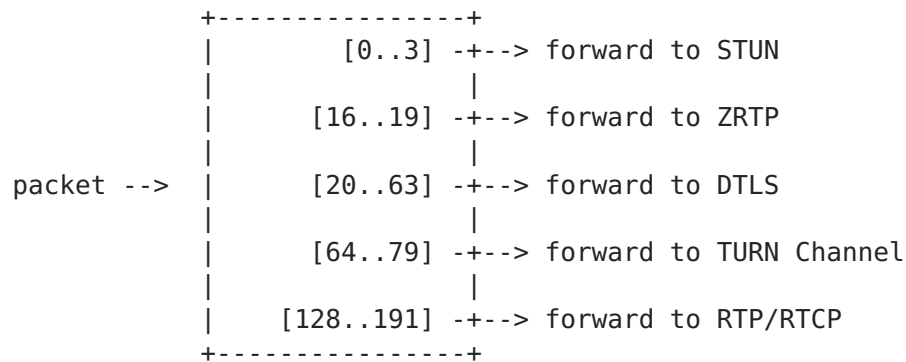 +----------------+
|        [0..3] -+--> forward to STUN
|                |
|      [16..19] -+--> forward to ZRTP
|                |
packet -->  |      [20..63] -+--> forward to DTLS
|                |
|      [64..79] -+--> forward to TURN Channel
|                |
|    [128..191] -+--> forward to RTP/RTCP
+----------------+